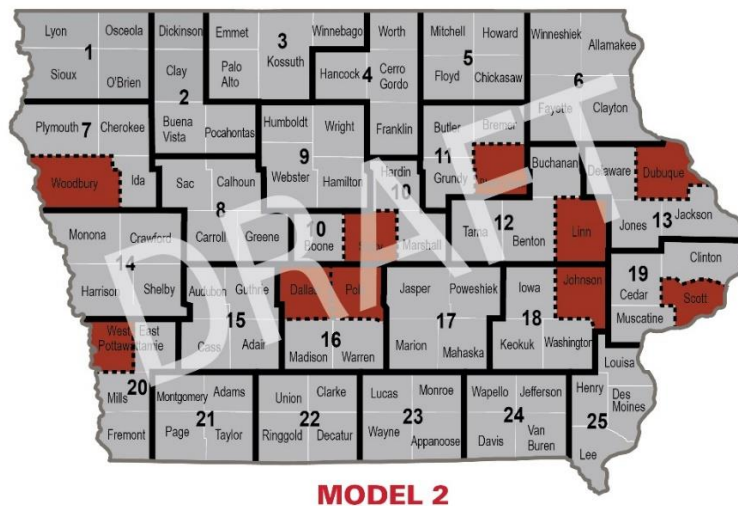 Lyon Osceola Dickinson Emmet Winnebago Worth Mitchell Howard Winneshiek Allamakee
1 3 5
Sioux O'Brien Clay 2 Palo Alto Kossuth Hancock 4 Cerro Gordo Floyd Chickasaw 6
Plymouth 7 Cherokee Buena Vista Pocahontas Humboldt Wright Franklin Butler Bremer Fayette Clayton
Woodbury Ida Sac Calhoun 9 Webster Hamilton Hardin 10 11 Grundy Buchanan Delaware Dubuque
8
Monona Crawford Carroll Greene 10 Boone Marshall Tama 12 Benton Linn Jones 13 Jackson
14
Harrison Shelby Audubon Guthrie Dallas Jasper Poweshiek Iowa Johnson 19 Cedar Clinton Scott
15 16 17 18
West East Pottawattamie Cass Adair Madison Warren Marion Mahaska Keokuk Washington Muscatine Louisa
20
Mills Montgomery Adams Union Clarke Lucas Monroe Wapello Jefferson Henry Des Moines
21 22 23 24 25
Fremont Page Taylor Ringgold Decatur Wayne Appanoose Davis Van Buren Lee
DRAFT
MODEL 2